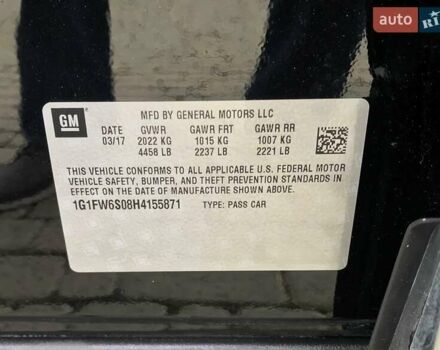 auto RI
GM
MFD BY GENERAL MOTORS LLC
DATE GVWR GAWR FRT GAWR RR
03/17 2022 KG 1015 KG 1007 KG
4458 LB 2237 LB 2221 LB
THIS VEHICLE CONFORMS TO ALL APPLICABLE U.S. FEDERAL MOTOR
VEHICLE SAFETY, BUMPER, AND THEFT PREVENTION STANDARDS IN
EFFECT ON THE DATE OF MANUFACTURE SHOWN ABOVE.
1G1FW6S08H4155871 TYPE: PASS CAR